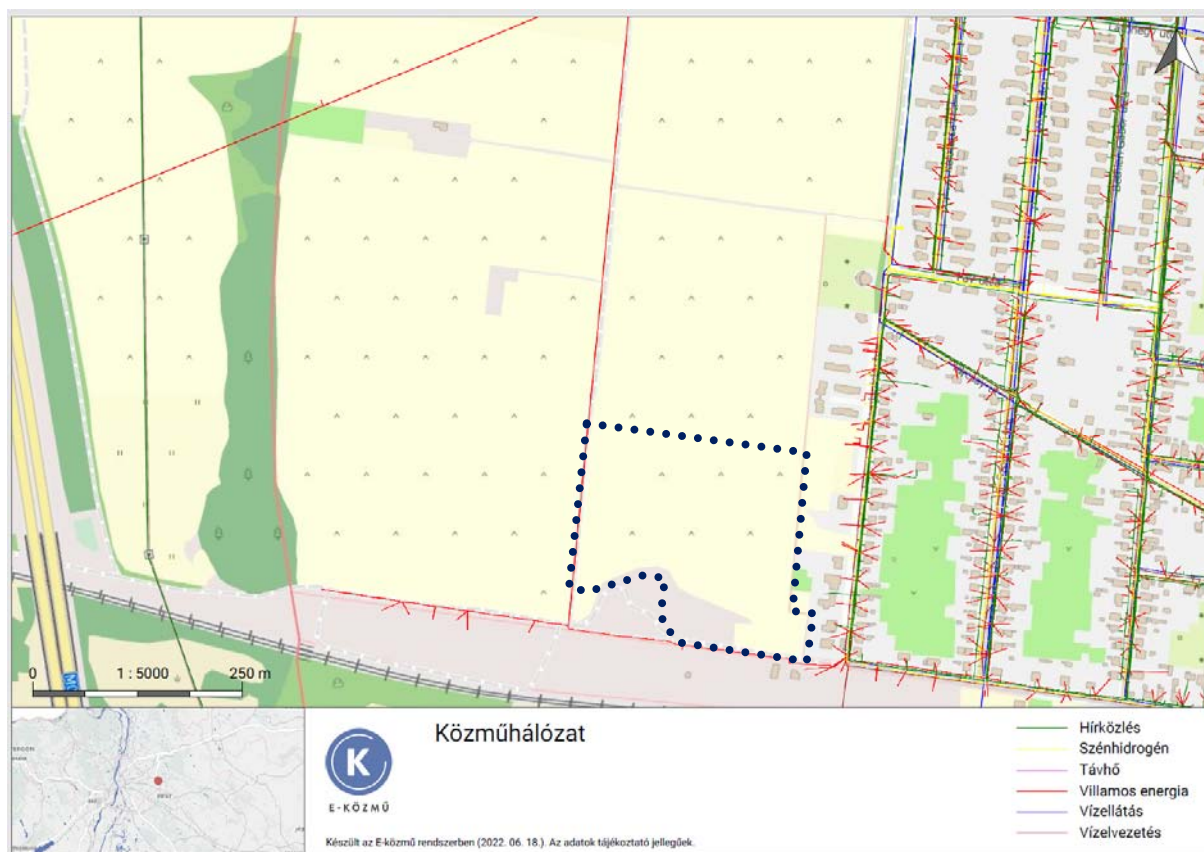 0
1 : 5000
250 m
K
E-KÖZMŰ
Közműhálózat
Készült az E-közmű rendszerben (2022. 06. 18.). Az adatok tájékoztató jellegűek.
Hírközlés
Szénhidrogén
Távhő
Villamos energia
Vízellátás
Vízelvezetés